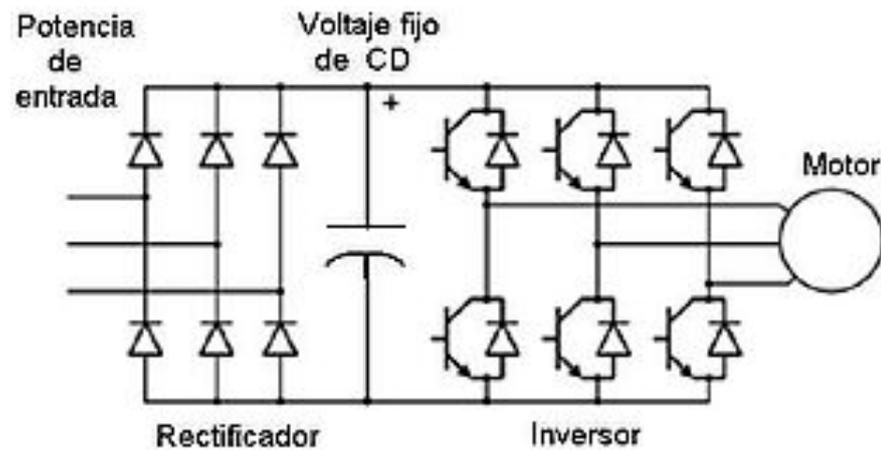 Potencia
de
entrada
Voltaje fijo
de CD
+
Motor
Rectificador
Inversor